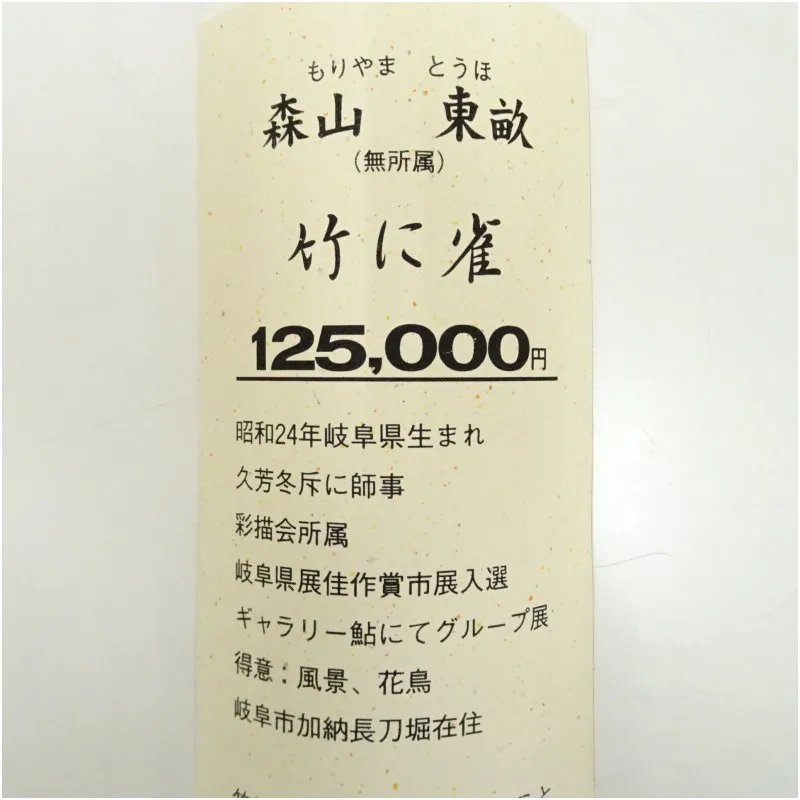 もりやま とうほ
森山 東畝
(無所属)
竹に雀
125,000円
昭和24年岐阜県生まれ
久芳冬斥に師事
彩描会所属
岐阜県展佳作賞市展入選
ギャラリー鮎にてグループ展
得意：風景、花鳥
岐阜市加納長刀堀在住